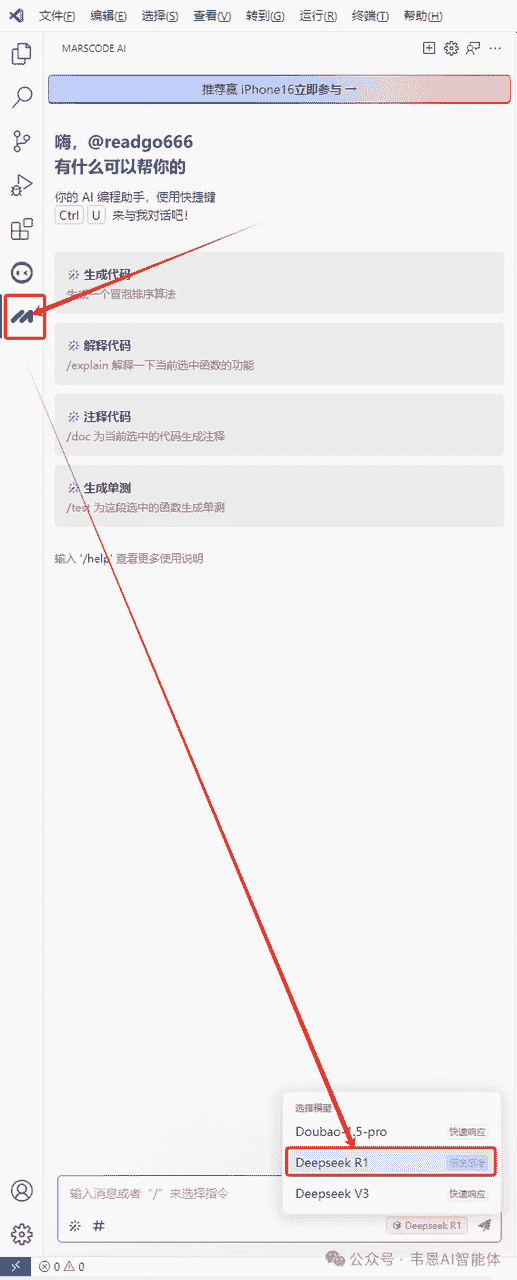 文件(F) 编辑(E) 选择(S) 查看(V) 转到(G) 运行(R) 终端(T) 帮助(H)
MARSCODE AI
推荐赢 iPhone16立即参与 →
嗨，@readgo666
有什么可以帮你的
你的 AI 编程助手，使用快捷键
Ctrl U 来与我对话吧!
生成代码
生成一个冒泡排序算法
解释代码
/explain 解释一下当前选中函数的功能
注释代码
/doc 为当前选中的代码生成注释
生成单测
/test 为这段选中的函数生成单测
输入 '/help' 查看更多使用说明
选择模型
Doubao-1.5-pro 快速响应
Deepseek R1
Deepseek V3 快速响应
输入消息或者 “/” 来选择指令
# Deepseek R1
0 0
公众号 · 韦恩AI智能体